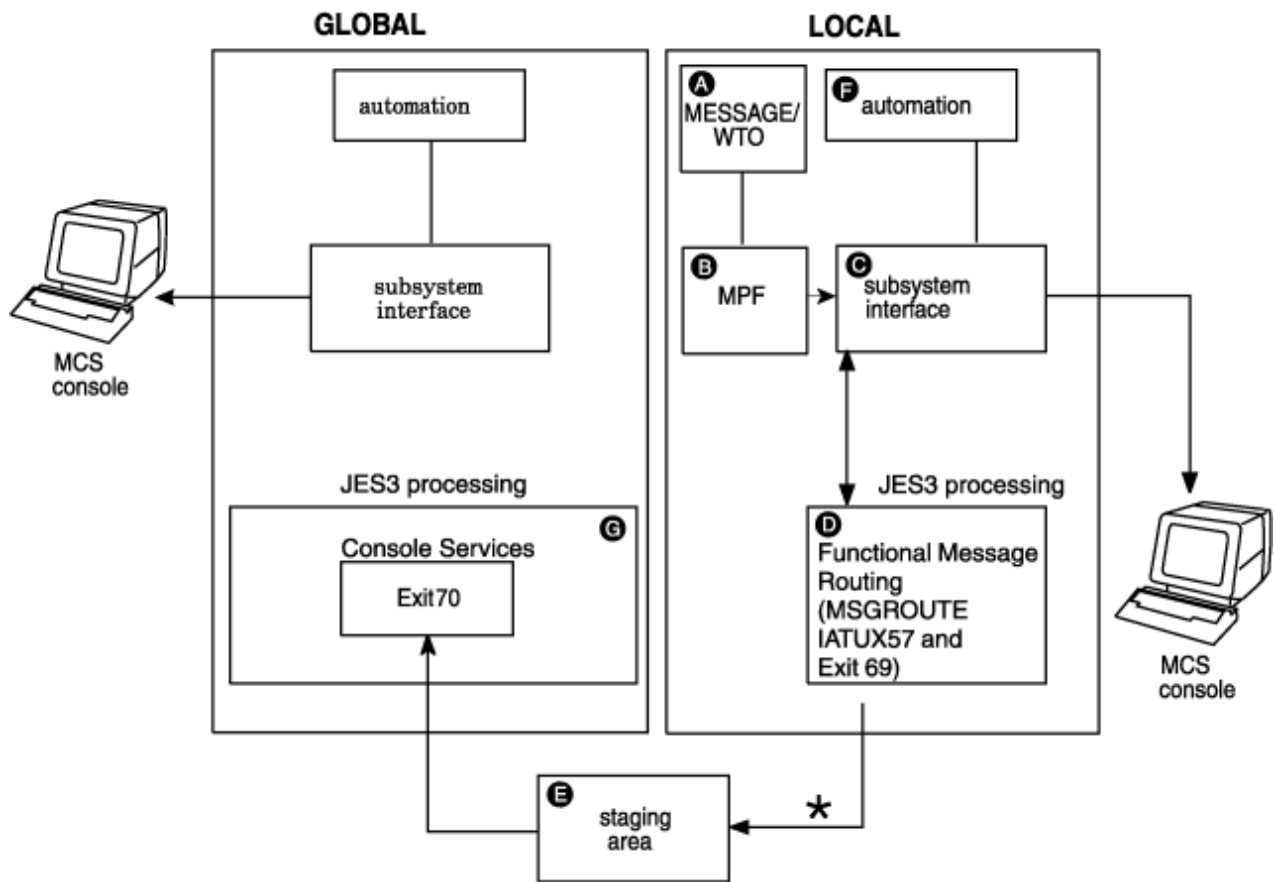 GLOBAL
automation
subsystem
interface
MCS
console
JES3 processing
G
Console Services
Exit70
LOCAL
A
MESSAGE/
WTO
F
automation
B
MPF
C
subsystem
interface
JES3 processing
D
Functional Message
Routing
(MSGROUTE
IATUX57 and
Exit 69)
MCS
console
E
staging
area
*